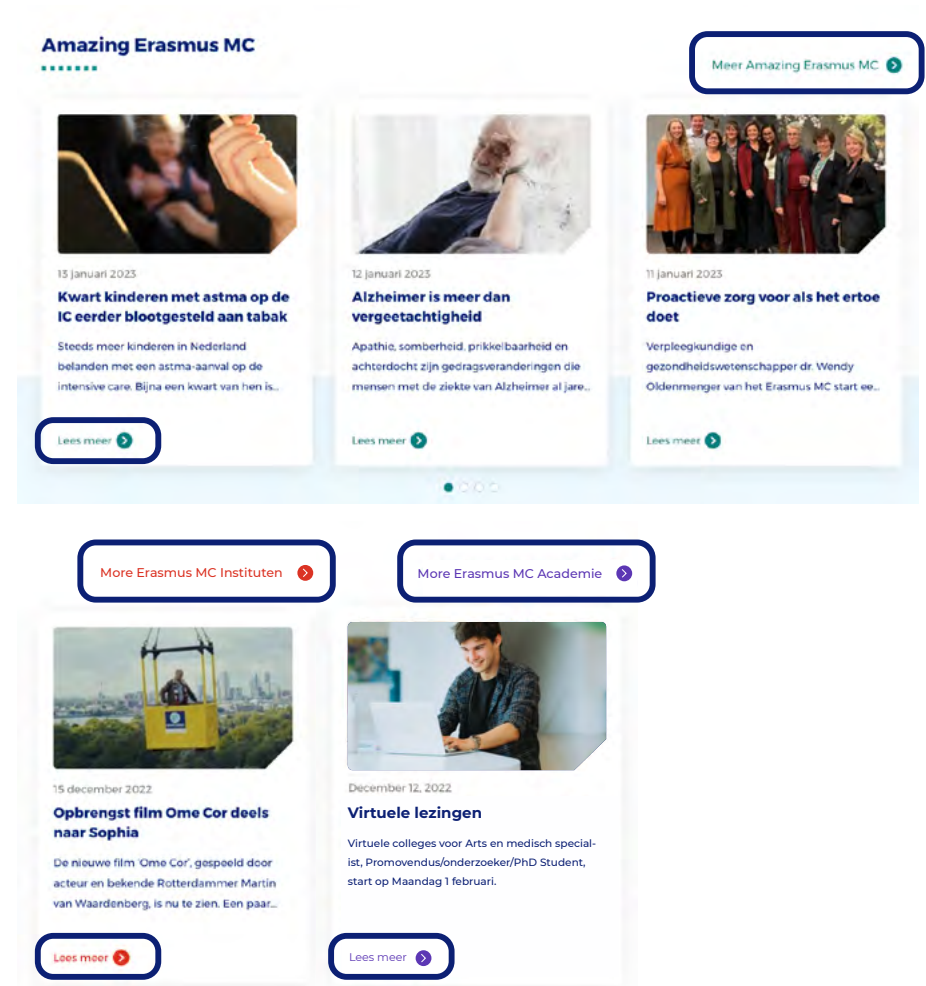 Amazing Erasmus MC
Meer Amazing Erasmus MC
13 januari 2023
Kwart kinderen met astma op de
IC eerder blootgesteld aan tabak
Steeds meer kinderen in Nederland
belanden met een astma-aanval op de
intensive care. Bijna een kwart van hen is...
Lees meer
12 januari 2023
Alzheimer is meer dan
vergeetachtigheid
Apathie, somberheid, prikkelbaarheid en
achterdocht zijn gedragsveranderingen die
mensen met de ziekte van Alzheimer al jare...
Lees meer
11 januari 2023
Proactieve zorg voor als het ertoe
doet
Verpleegkundige en
gezondheidswetenschapper dr. Wendy
Oldenmenger van het Erasmus MC start ee...
Lees meer
More Erasmus MC Instituten
More Erasmus MC Academie
15 december 2022
Opbrengst film Ome Cor deels
naar Sophia
De nieuwe film 'Ome Cor', gespeeld door
acteur en bekende Rotterdammer Martin
van Waardenberg, is nu te zien. Een paar...
Lees meer
December 12, 2022
Virtuele lezingen
Virtuele colleges voor Arts en medisch special-
ist, Promovendus/onderzoeker/PhD Student,
start op Maandag 1 februari.
Lees meer